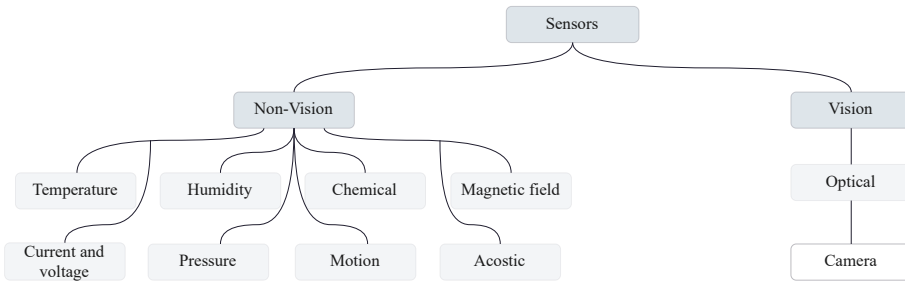 Sensors
Non-Vision
Vision
Temperature
Humidity
Chemical
Magnetic field
Optical
Current and
voltage
Pressure
Motion
Acostic
Camera